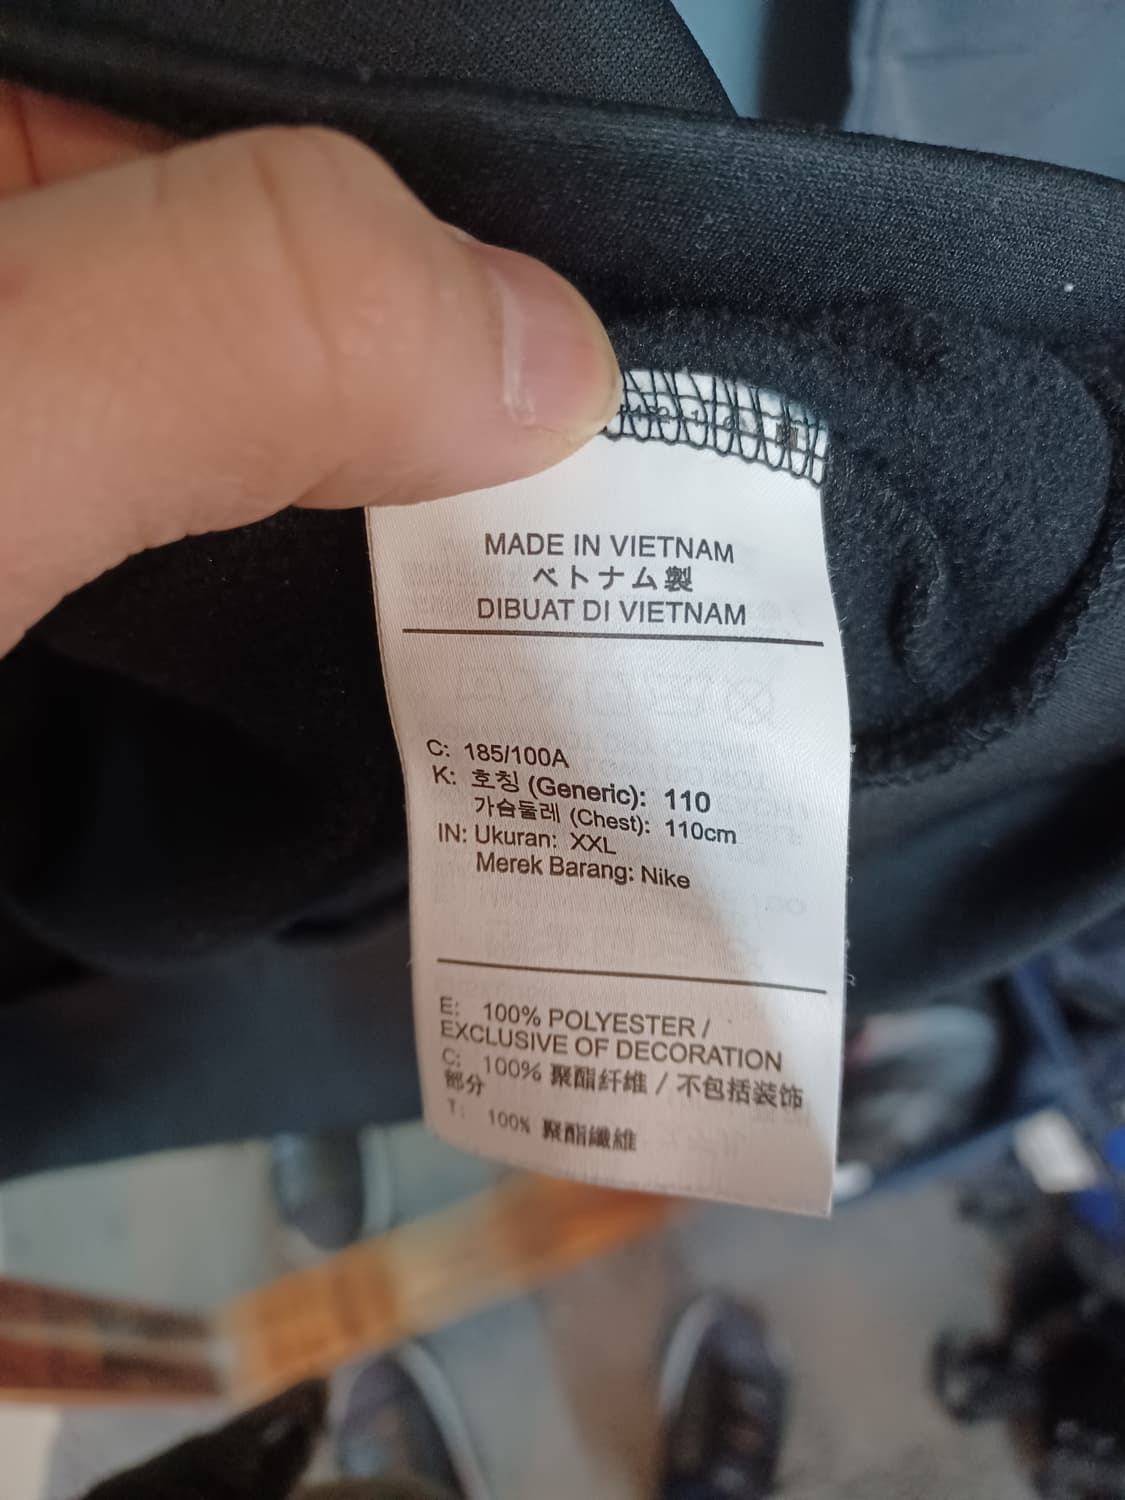 MADE IN VIETNAM
ベトナム製
DIBUAT DI VIETNAM
C: 185/100A
K: 호칭 (Generic): 110
가슴둘레 (Chest): 110cm
IN: Ukuran: XXL
Merek Barang: Nike
E: 100% POLYESTER /
EXCLUSIVE OF DECORATION
C: 100% 聚酯纤维 / 不包括装饰
部分
T: 100% 聚酯纖維